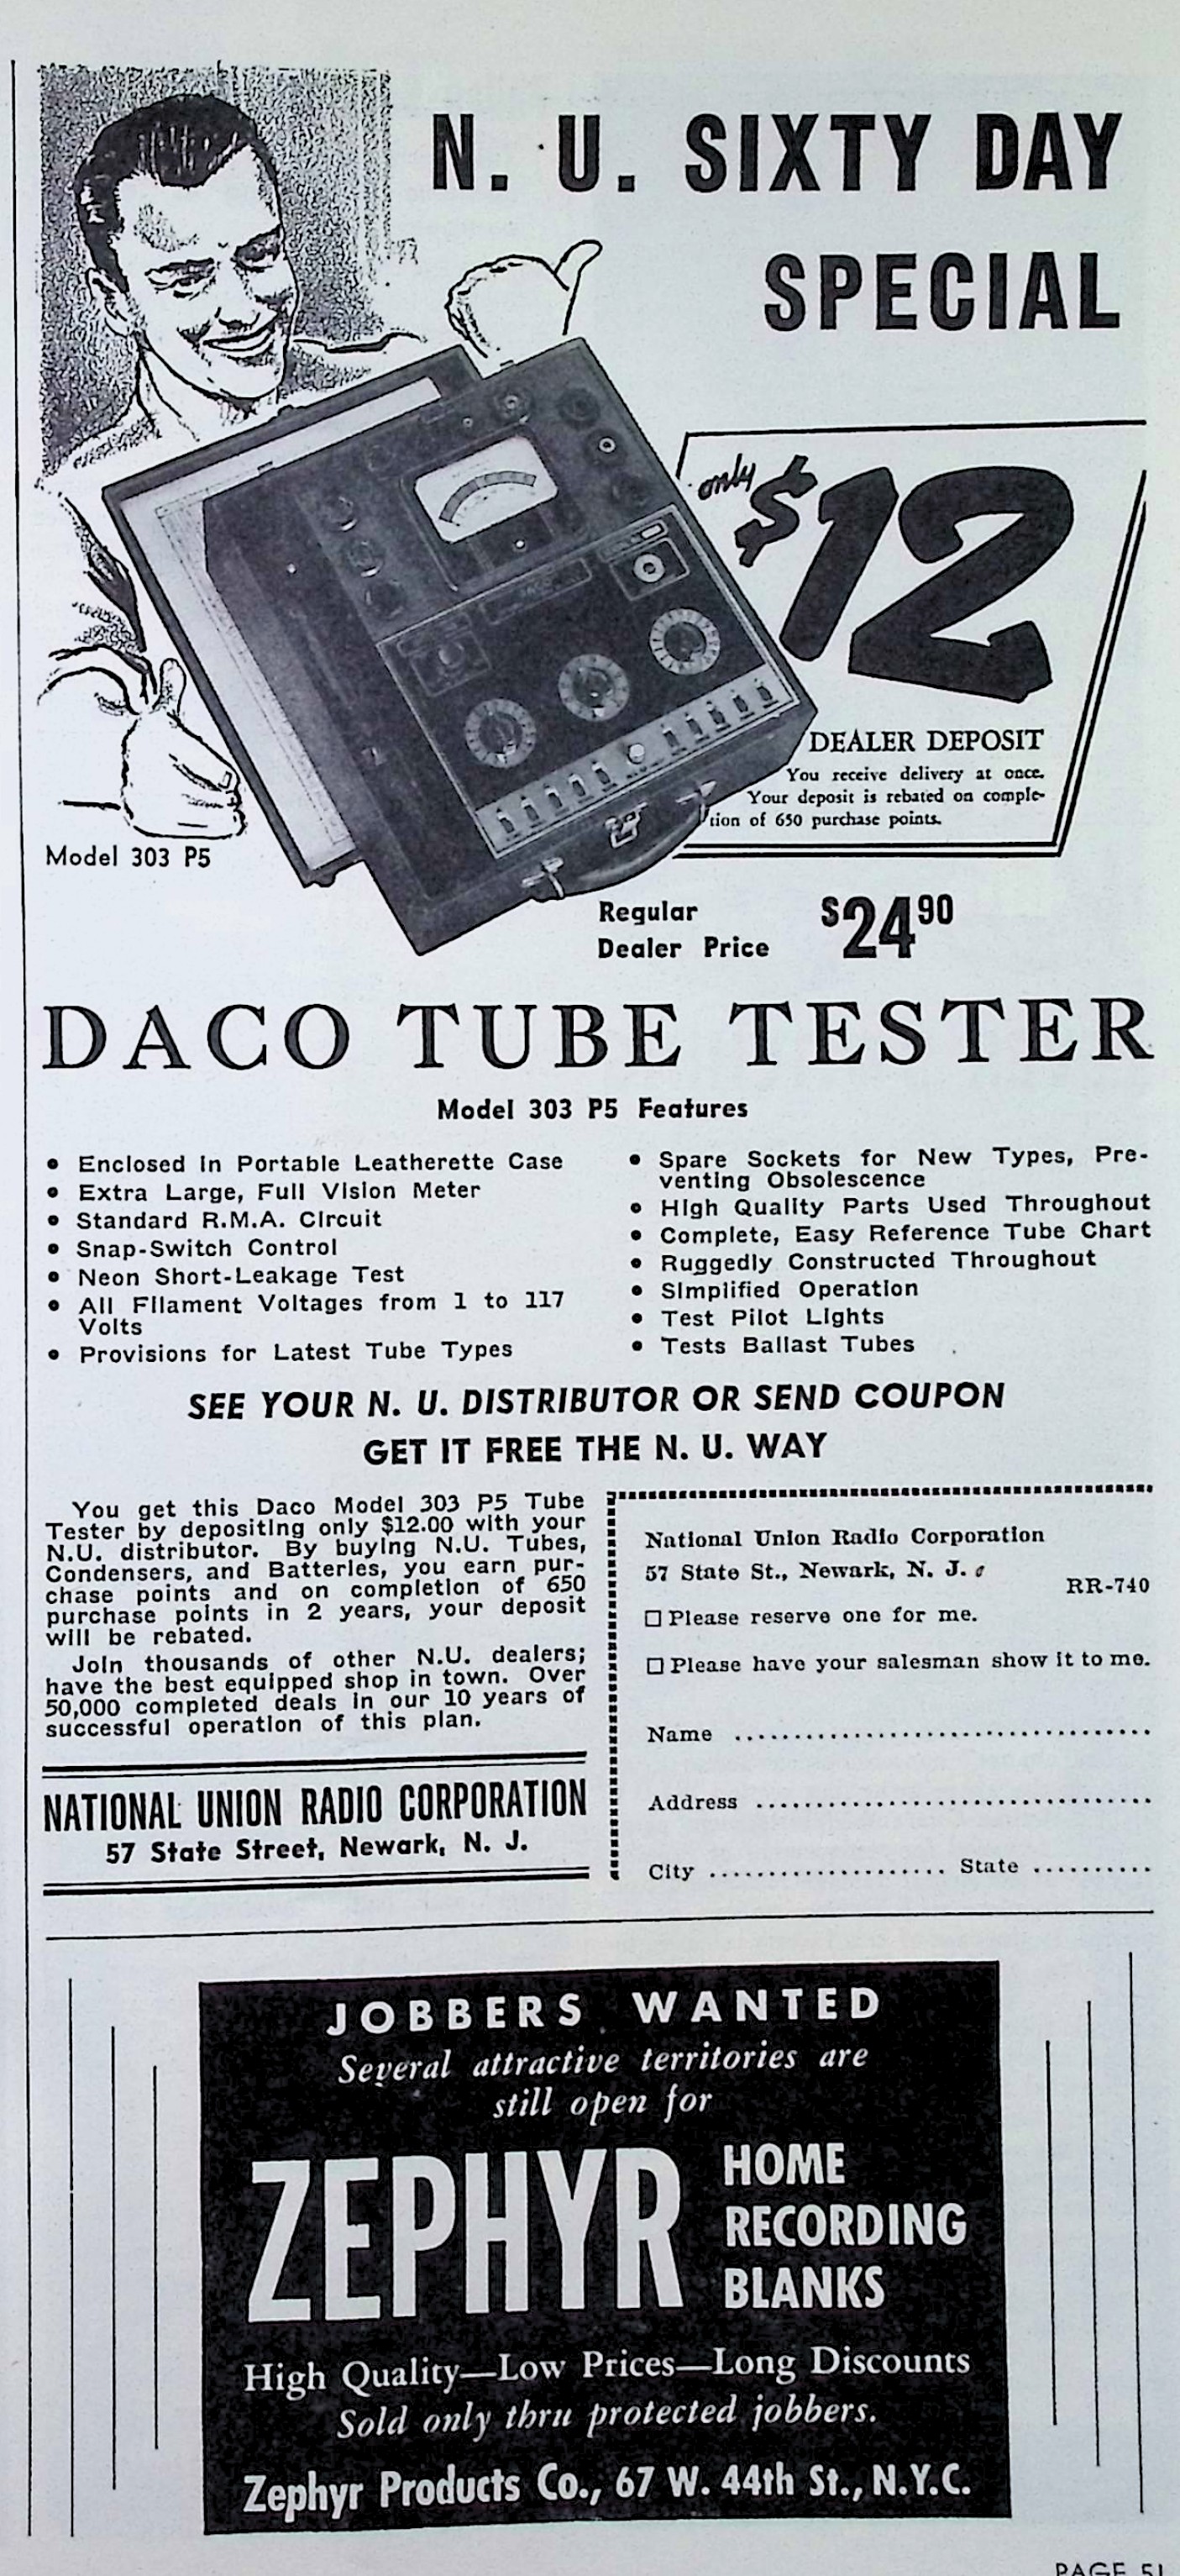 N. U. SIXTY DAY
SPECIAL
only $12
DEALER DEPOSIT
You receive delivery at once.
Your deposit is rebated on comple-
tion of 650 purchase points.
Model 303 P5
Regular
Dealer Price $24 90
DACO TUBE TESTER
Model 303 P5 Features
• Enclosed in Portable Leatherette Case
• Extra Large, Full Vision Meter
• Standard R.M.A. Circuit
• Snap-Switch Control
• Neon Short-Leakage Test
• All Filament Voltages from 1 to 117
Volts
• Provisions for Latest Tube Types
• Spare Sockets for New Types, Pre-
venting Obsolescence
• High Quality Parts Used Throughout
• Complete, Easy Reference Tube Chart
• Ruggedly Constructed Throughout
• Simplified Operation
• Test Pilot Lights
• Tests Ballast Tubes
SEE YOUR N. U. DISTRIBUTOR OR SEND COUPON
GET IT FREE THE N. U. WAY
You get this Daco Model 303 P5 Tube
Tester by depositing only $12.00 with your
N.U. distributor. By buying N.U. Tubes,
Condensers, and Batteries, you earn pur-
chase points and on completion of 650
purchase points in 2 years, your deposit
will be rebated.
Join thousands of other N.U. dealers;
have the best equipped shop in town. Over
50,000 completed deals in our 10 years of
successful operation of this plan.
NATIONAL UNION RADIO CORPORATION
57 State Street, Newark, N. J.
National Union Radio Corporation
57 State St., Newark, N. J.
RR-740
☐ Please reserve one for me.
☐ Please have your salesman show it to me.
Name ..................................
Address ................................
City .................... State ..........
JOBBERS WANTED
Several attractive territories are
still open for
ZEPHYR
HOME
RECORDING
BLANKS
High Quality—Low Prices—Long Discounts
Sold only thru protected jobbers.
Zephyr Products Co., 67 W. 44th St., N.Y.C.
PAGE 51